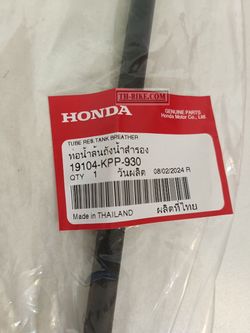 TH-BIKE.COM
HONDA
GENUINE PARTS
Honda Motor Co., Ltd.
TUBE RES. TANK BREATHER
ท่อน้ำล้นถังน้ำสำรอง
19104-KPP-930
QTY 1 วันผลิต 08/02/2024 R
Made in THAILAND ผลิตที่ไทย